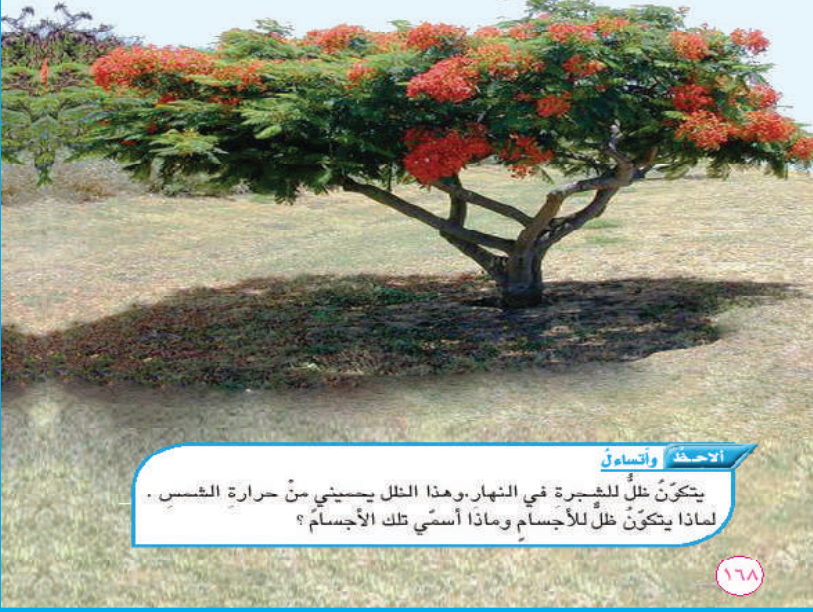 ألاحظُ وأتساءلُ
يتكوّنُ ظلٌّ للشجرةِ في النهار.وهذا الظل يحميني منْ حرارةِ الشمسِ .
لماذا يتكوّنُ ظلٌّ للأجسامِ وماذا أسمّي تلك الأجسامَ ؟
١٦٨